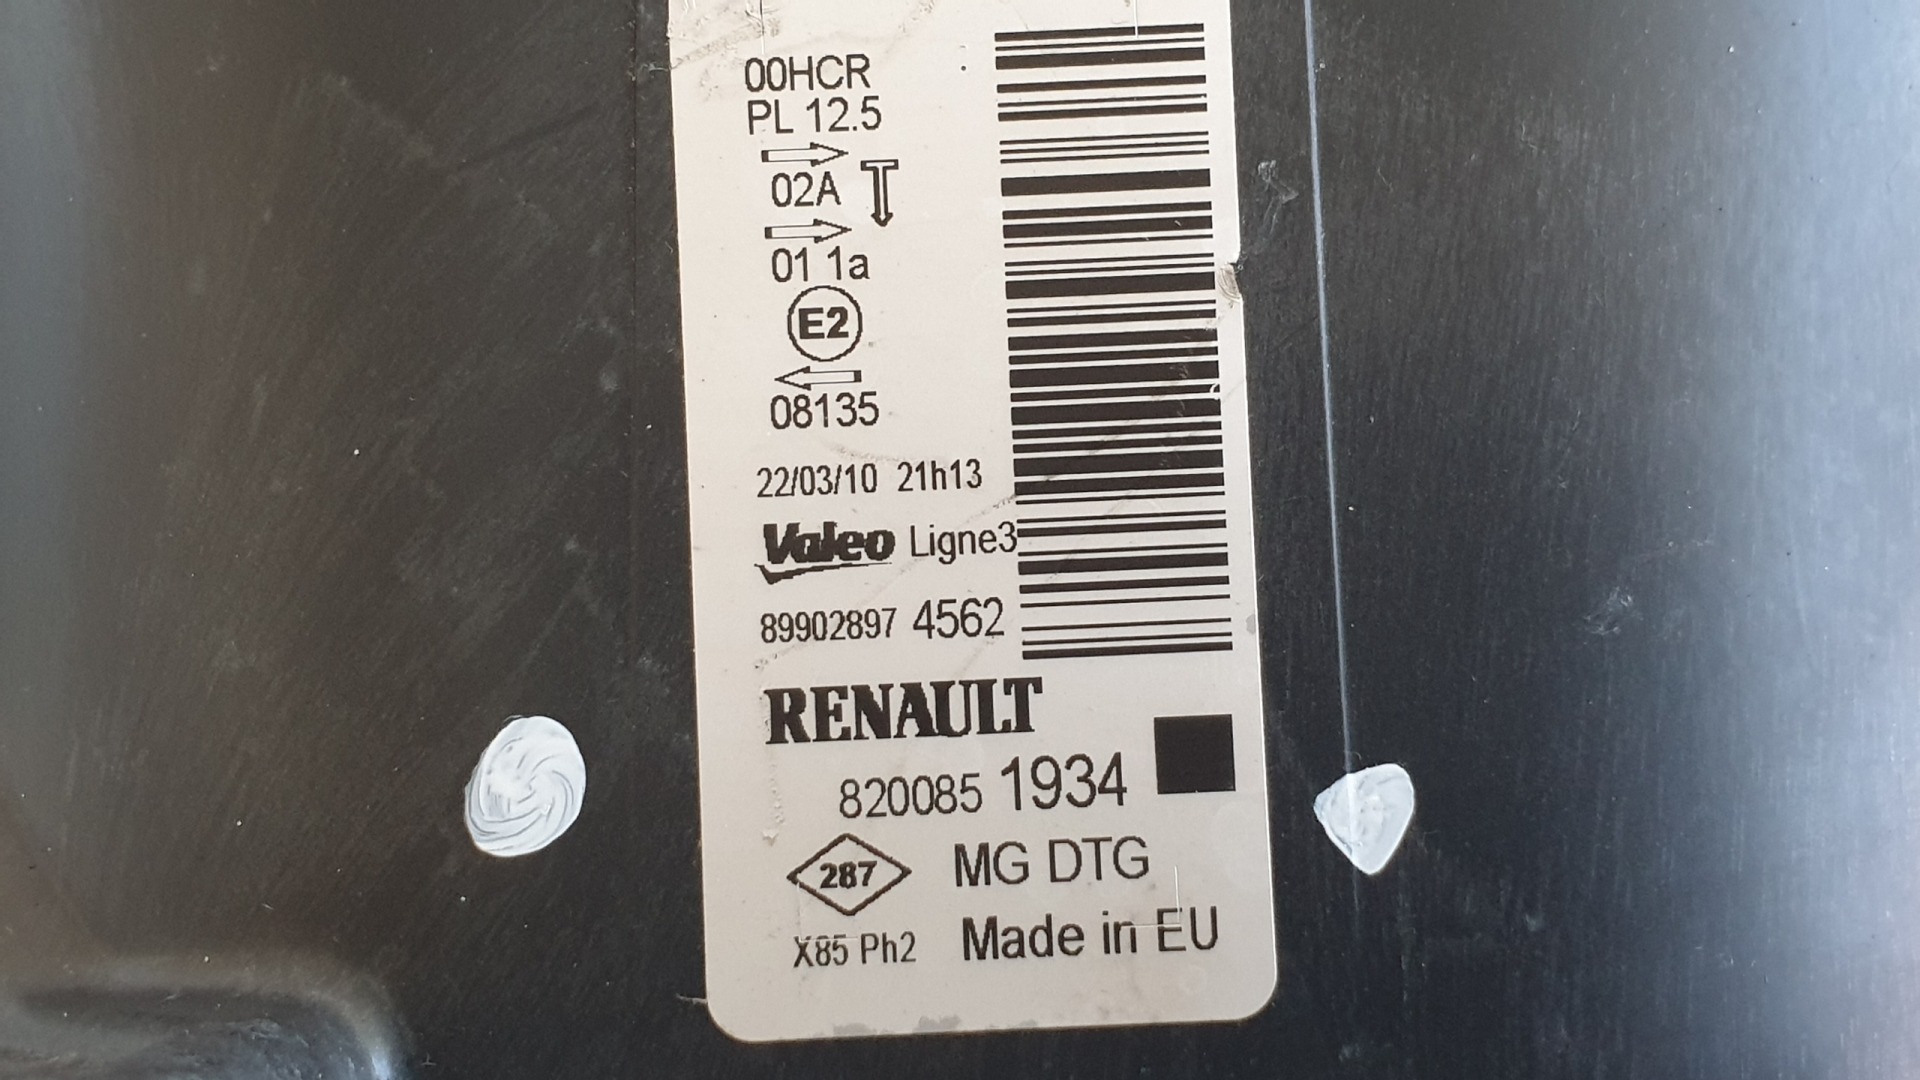 00HCR
PL 12.5
02A
01 1a
E2
08135
22/03/10 21h13
Valeo Ligne3
89902897 4562
RENAULT
820085 1934
287 MG DTG
X85 Ph2 Made in EU